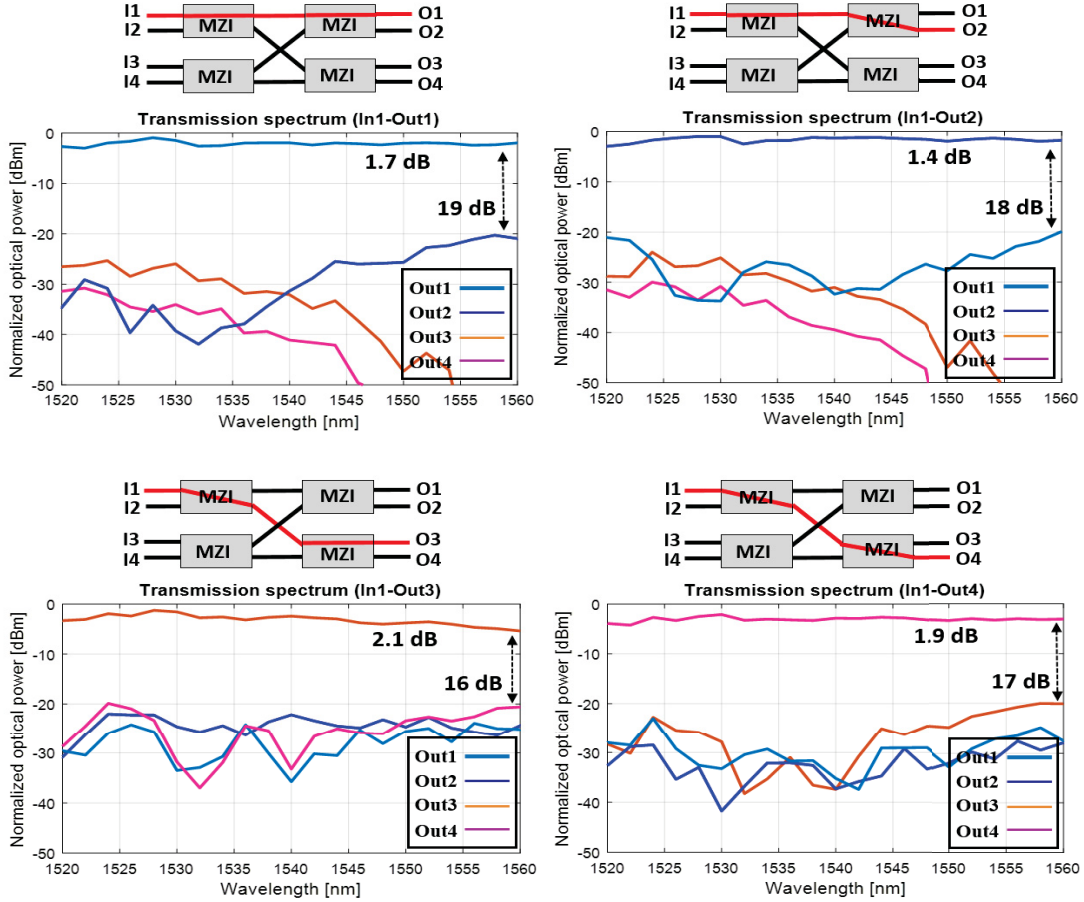 I1 MZI MZI O1
I2 O2
I3 MZI MZI O3
I4 O4
Transmission spectrum (In1-Out1)
Normalized optical power [dBm]
0
-10
-20
-30
-40
-50
1.7 dB
19 dB
Out1
Out2
Out3
Out4
1520 1525 1530 1535 1540 1545 1550 1555 1560
Wavelength [nm]
I1 MZI MZI O1
I2 O2
I3 MZI MZI O3
I4 O4
Transmission spectrum (In1-Out2)
Normalized optical power [dBm]
0
-10
-20
-30
-40
-50
1.4 dB
18 dB
Out1
Out2
Out3
Out4
1520 1525 1530 1535 1540 1545 1550 1555 1560
Wavelength [nm]
I1 MZI MZI O1
I2 O2
I3 MZI MZI O3
I4 O4
Transmission spectrum (In1-Out3)
Normalized optical power [dBm]
0
-10
-20
-30
-40
-50
2.1 dB
16 dB
Out1
Out2
Out3
Out4
1520 1525 1530 1535 1540 1545 1550 1555 1560
Wavelength [nm]
I1 MZI MZI O1
I2 O2
I3 MZI MZI O3
I4 O4
Transmission spectrum (In1-Out4)
Normalized optical power [dBm]
0
-10
-20
-30
-40
-50
1.9 dB
17 dB
Out1
Out2
Out3
Out4
1520 1525 1530 1535 1540 1545 1550 1555 1560
Wavelength [nm]